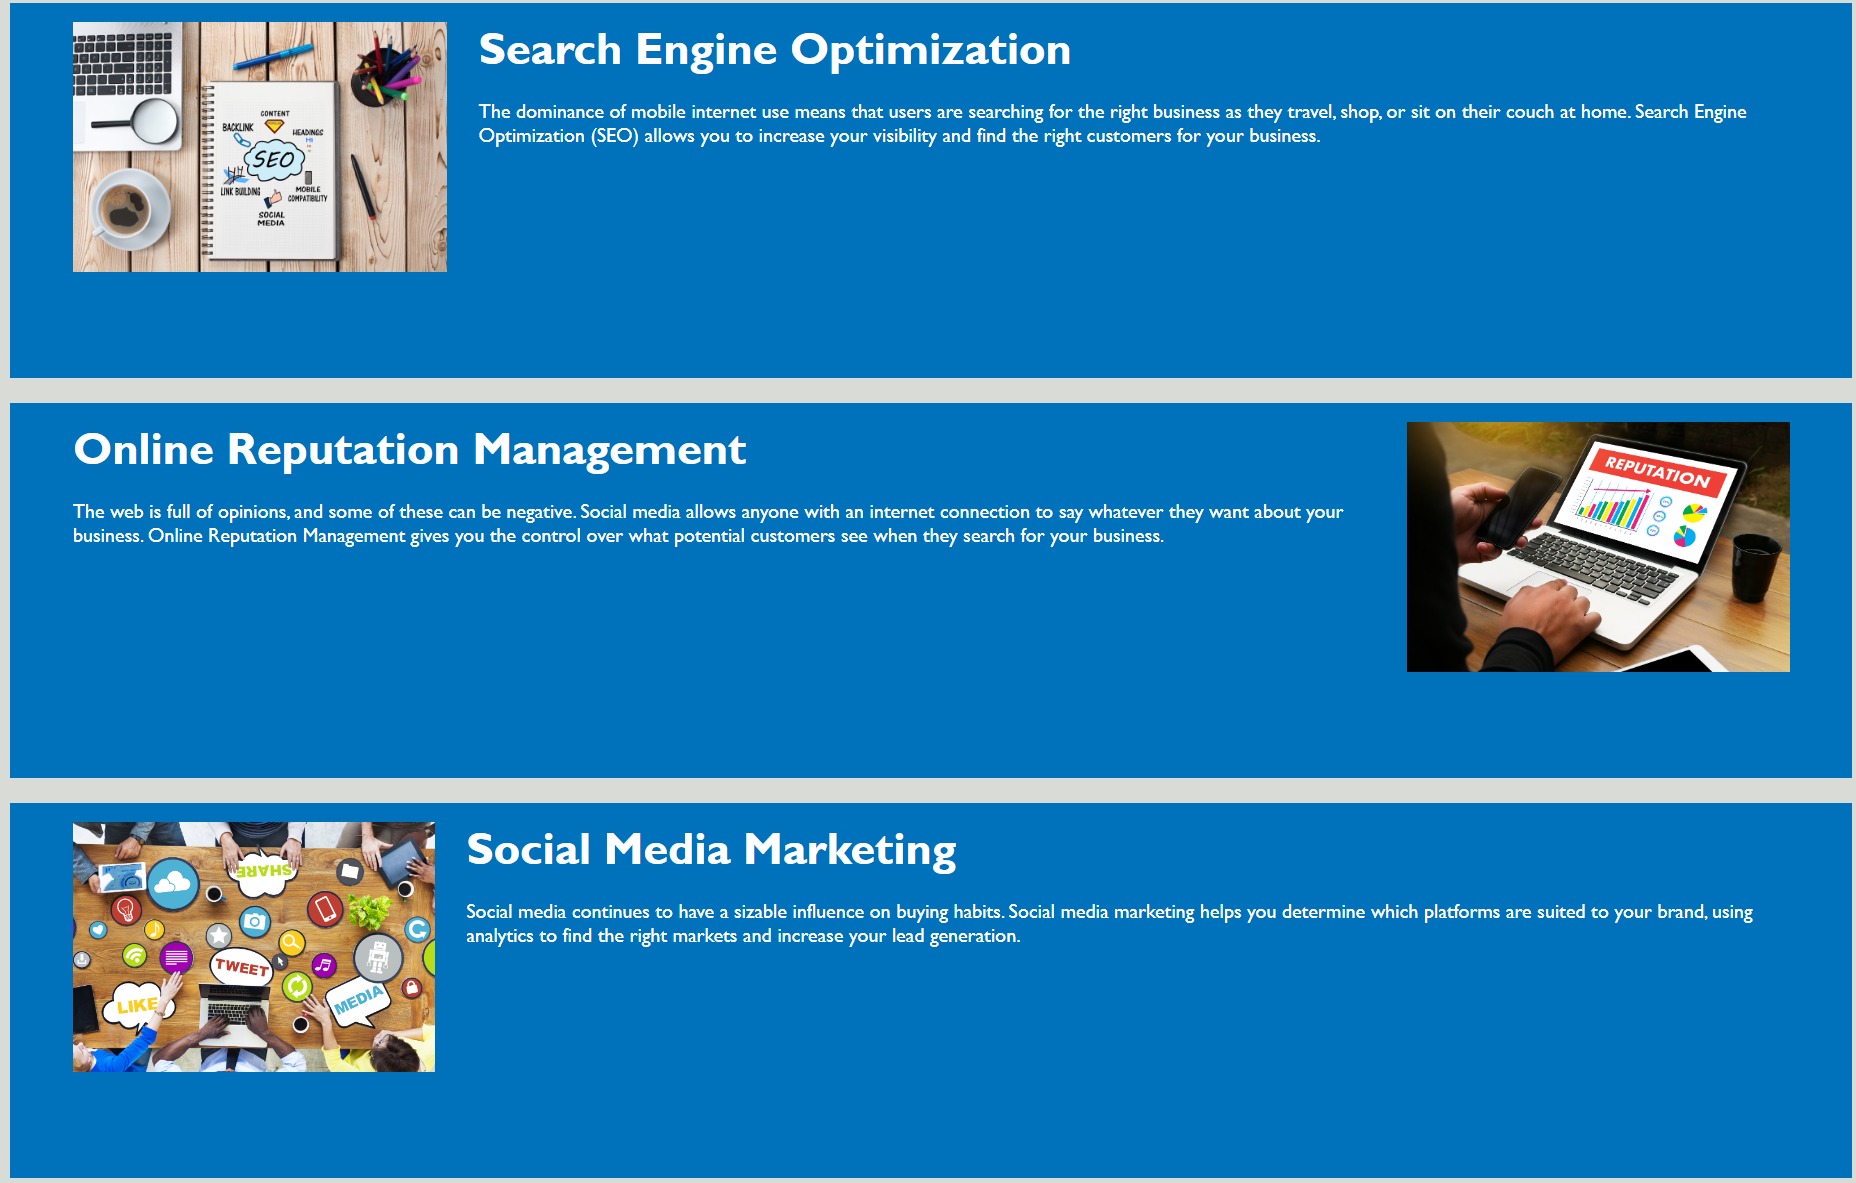 Search Engine Optimization
The dominance of mobile internet use means that users are searching for the right business as they travel, shop, or sit on their couch at home. Search Engine
Optimization (SEO) allows you to increase your visibility and find the right customers for your business.
CONTENT
BACKLINK
HEADINGS
SEO
LINK BUILDING
MOBILE
COMPATIBILITY
SOCIAL
MEDIA
Online Reputation Management
The web is full of opinions, and some of these can be negative. Social media allows anyone with an internet connection to say whatever they want about your
business. Online Reputation Management gives you the control over what potential customers see when they search for your business.
REPUTATION
Social Media Marketing
Social media continues to have a sizable influence on buying habits. Social media marketing helps you determine which platforms are suited to your brand, using
analytics to find the right markets and increase your lead generation.
SHARE
TWEET
LIKE
MEDIA